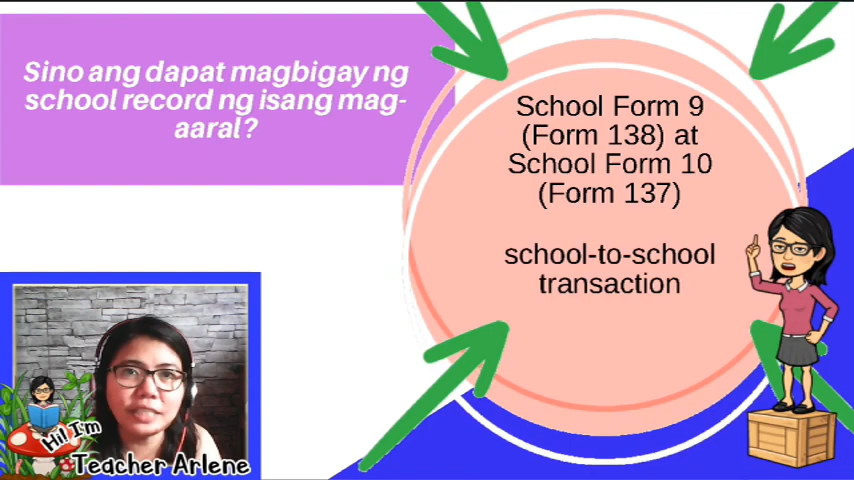 Sino ang dapat magbigay ng
school record ng isang mag-
aaral?
School Form 9
(Form 138) at
School Form 10
(Form 137)
school-to-school
transaction
Hi! I'm
Teacher Arlene